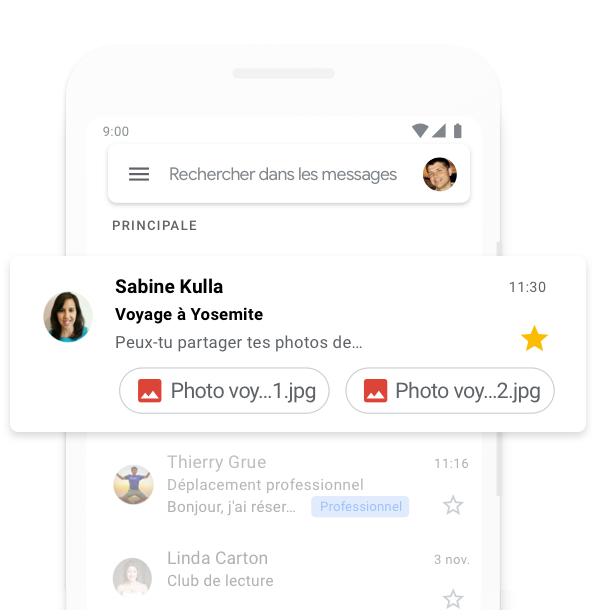 9:00
Rechercher dans les messages
PRINCIPALE
Sabine Kulla 11:30
Voyage à Yosemite
Peux-tu partager tes photos de…
Photo voy…1.jpg Photo voy…2.jpg
Thierry Grue 11:16
Déplacement professionnel
Bonjour, j'ai réser… Professionnel
Linda Carton 3 nov.
Club de lecture